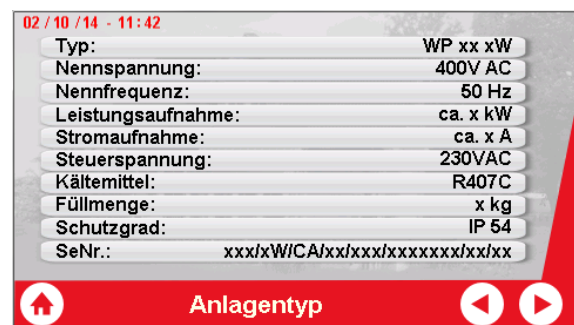 02 / 10 / 14 - 11:42
Typ: WP xx xW
Nennspannung: 400V AC
Nennfrequenz: 50 Hz
Leistungsaufnahme: ca. x kW
Stromaufnahme: ca. x A
Steuerspannung: 230VAC
Kältemittel: R407C
Füllmenge: x kg
Schutzgrad: IP 54
SeNr.: xxx/xW/CA/xx/xxx/xxxxxxx/xx/xx
Anlagentyp